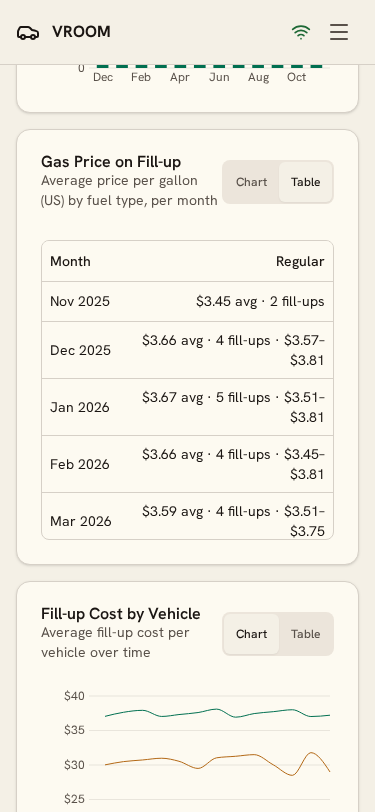 VROOM
0
Dec Feb Apr Jun Aug Oct
Gas Price on Fill-up
Average price per gallon
(US) by fuel type, per month
Chart Table
Month Regular
Nov 2025 $3.45 avg · 2 fill-ups
Dec 2025 $3.66 avg · 4 fill-ups · $3.57–
$3.81
Jan 2026 $3.67 avg · 5 fill-ups · $3.51–
$3.81
Feb 2026 $3.66 avg · 4 fill-ups · $3.45–
$3.81
Mar 2026 $3.59 avg · 4 fill-ups · $3.51–
$3.75
Fill-up Cost by Vehicle
Average fill-up cost per
vehicle over time
Chart Table
$40
$35
$30
$25